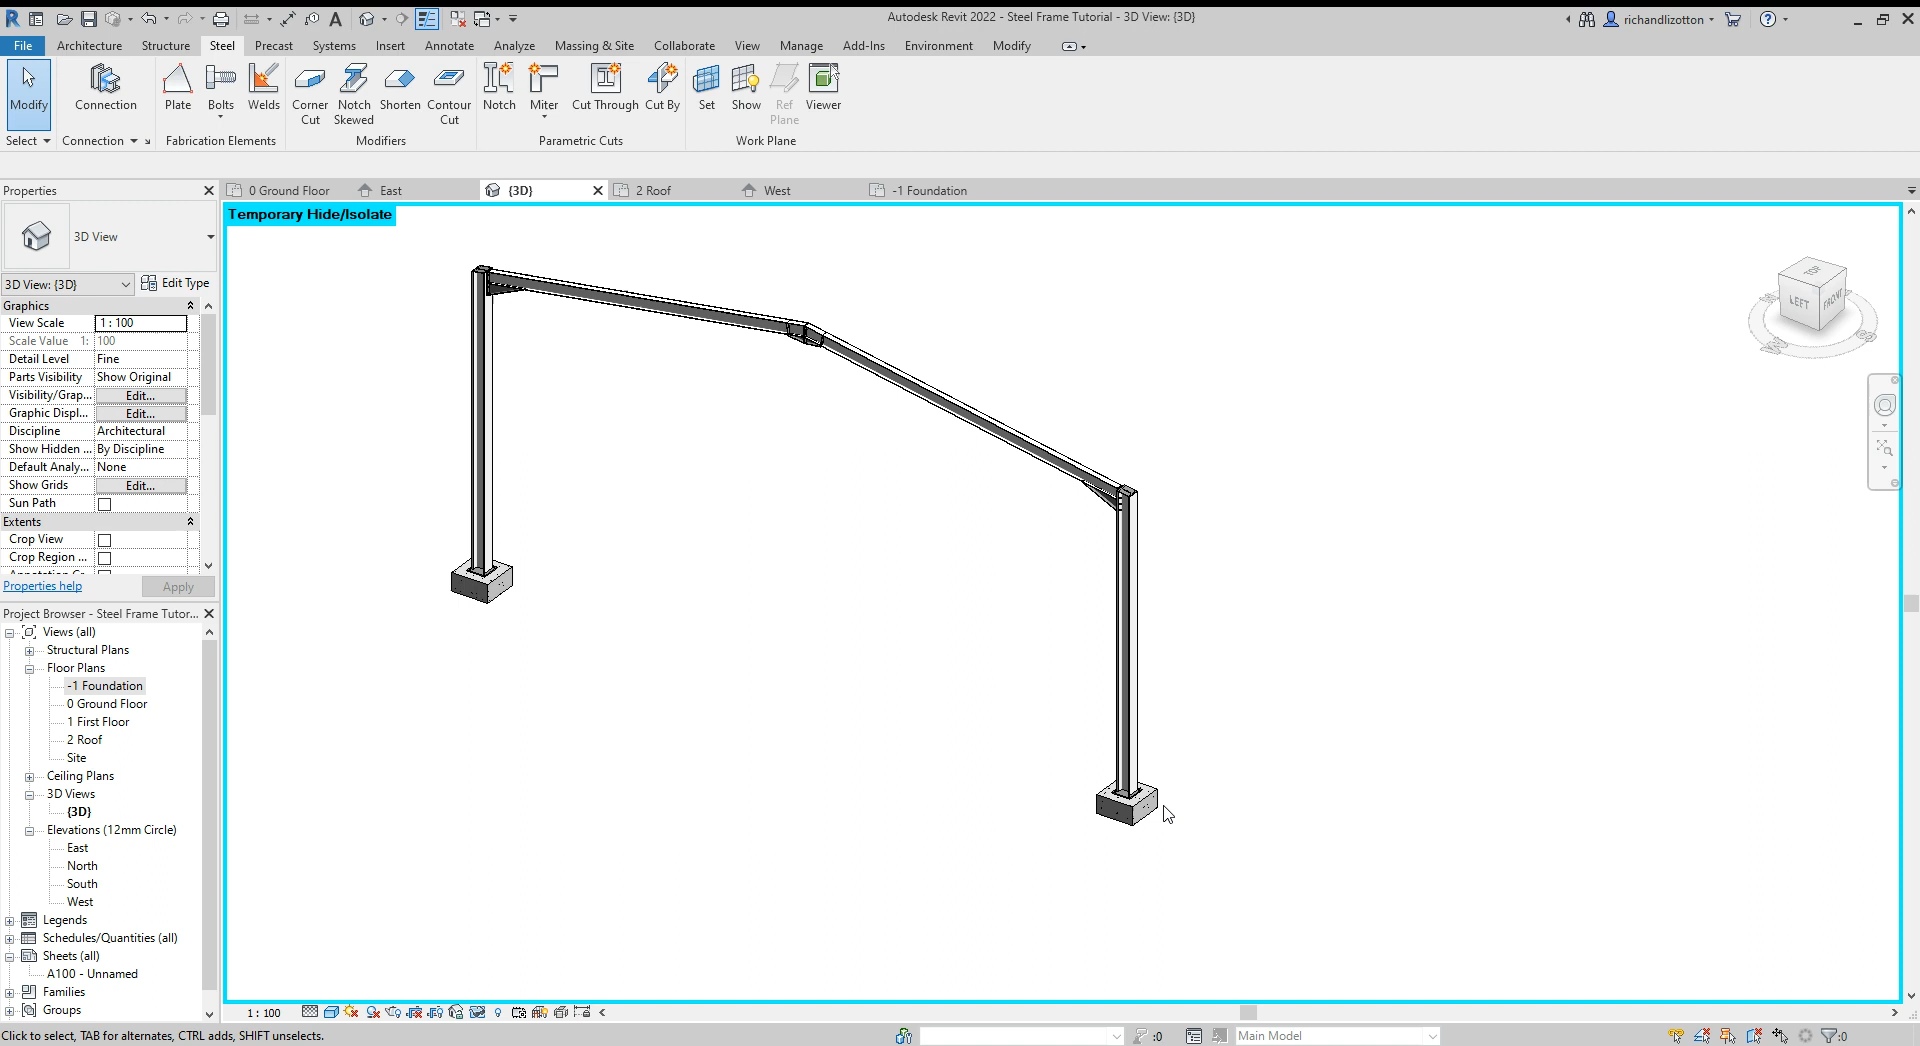 Autodesk Revit 2022 - Steel Frame Tutorial - 3D View: {3D}
richandlizotton
File Architecture Structure Steel Precast Systems Insert Annotate Analyze Massing & Site Collaborate View Manage Add-Ins Environment Modify
Modify
Connection
Plate
Bolts
Welds
Corner Cut
Notch Skewed
Shorten
Contour Cut
Notch
Miter
Cut Through
Cut By
Set
Show
Ref Plane
Viewer
Select
Connection
Fabrication Elements
Modifiers
Parametric Cuts
Work Plane
Properties
0 Ground Floor
East
{3D}
2 Roof
West
-1 Foundation
3D View
3D View: {3D}
Edit Type
Graphics
View Scale 1 : 100
Scale Value 1: 100
Detail Level Fine
Parts Visibility Show Original
Visibility/Grap... Edit...
Graphic Displ... Edit...
Discipline Architectural
Show Hidden ... By Discipline
Default Analy... None
Show Grids Edit...
Sun Path
Extents
Crop View
Crop Region ...
Properties help
Apply
Project Browser - Steel Frame Tutor...
Views (all)
Structural Plans
Floor Plans
-1 Foundation
0 Ground Floor
1 First Floor
2 Roof
Site
Ceiling Plans
3D Views
{3D}
Elevations (12mm Circle)
East
North
South
West
Legends
Schedules/Quantities (all)
Sheets (all)
A100 - Unnamed
Families
Groups
Temporary Hide/Isolate
TOP
LEFT
FRONT
1 : 100
Click to select, TAB for alternates, CTRL adds, SHIFT unselects.
:0
Main Model
:0